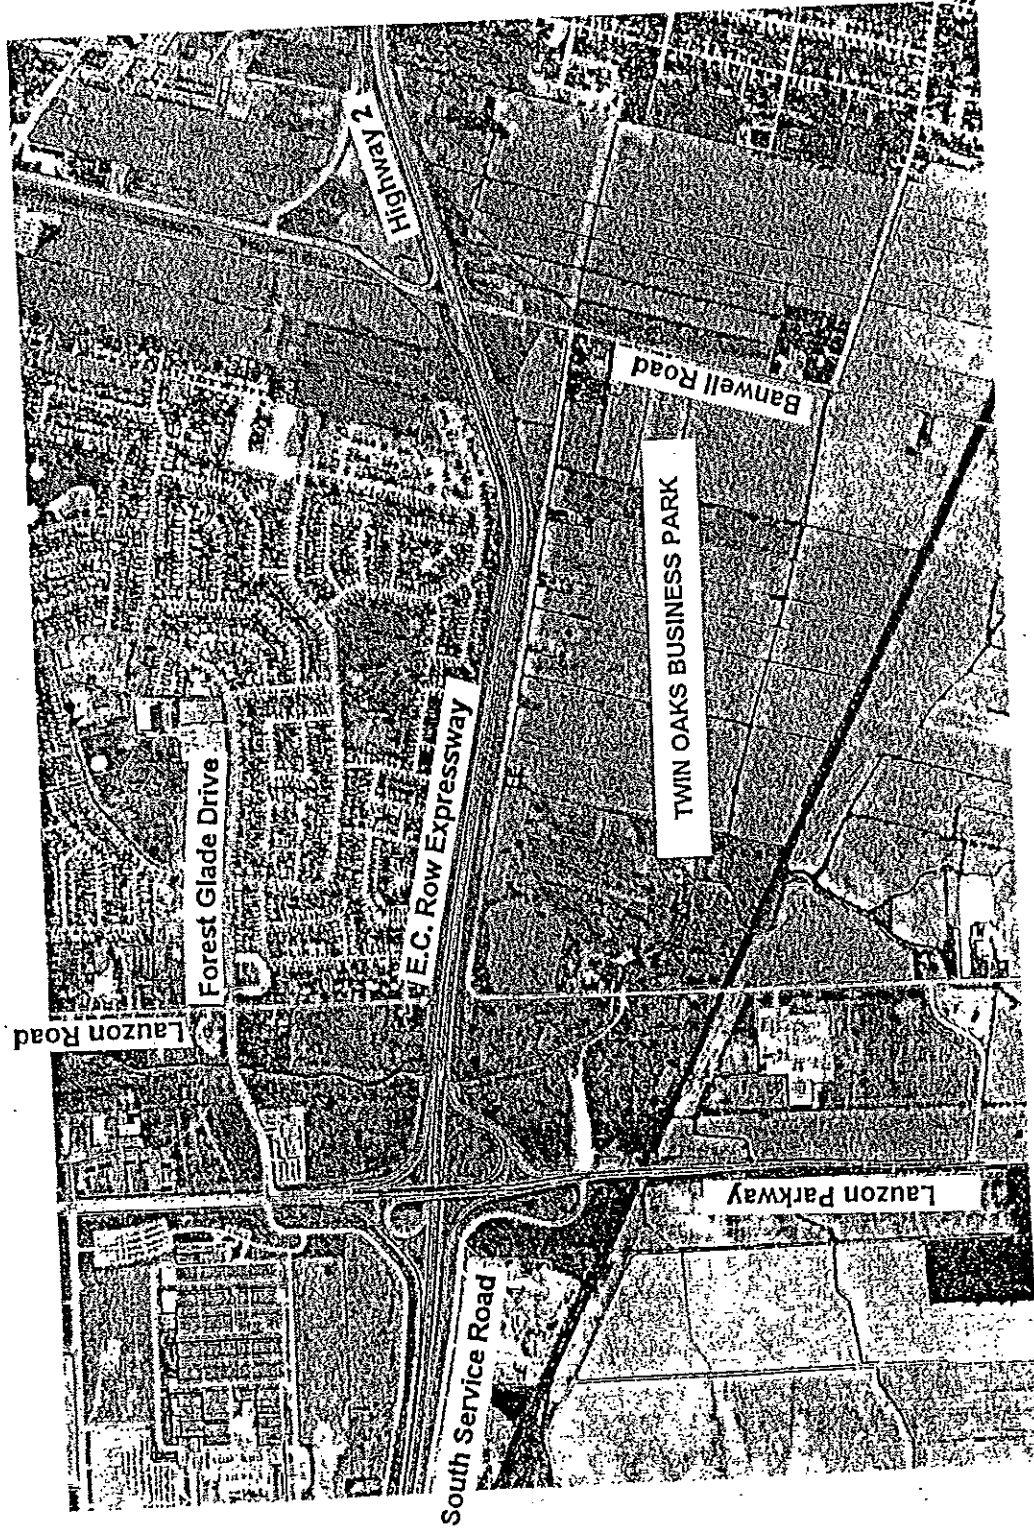 Highway 2
Banwell Road
TWIN OAKS BUSINESS PARK
E.C. Row Expressway
Forest Glade Drive
Lauzon Road
Lauzon Parkway
South Service Road